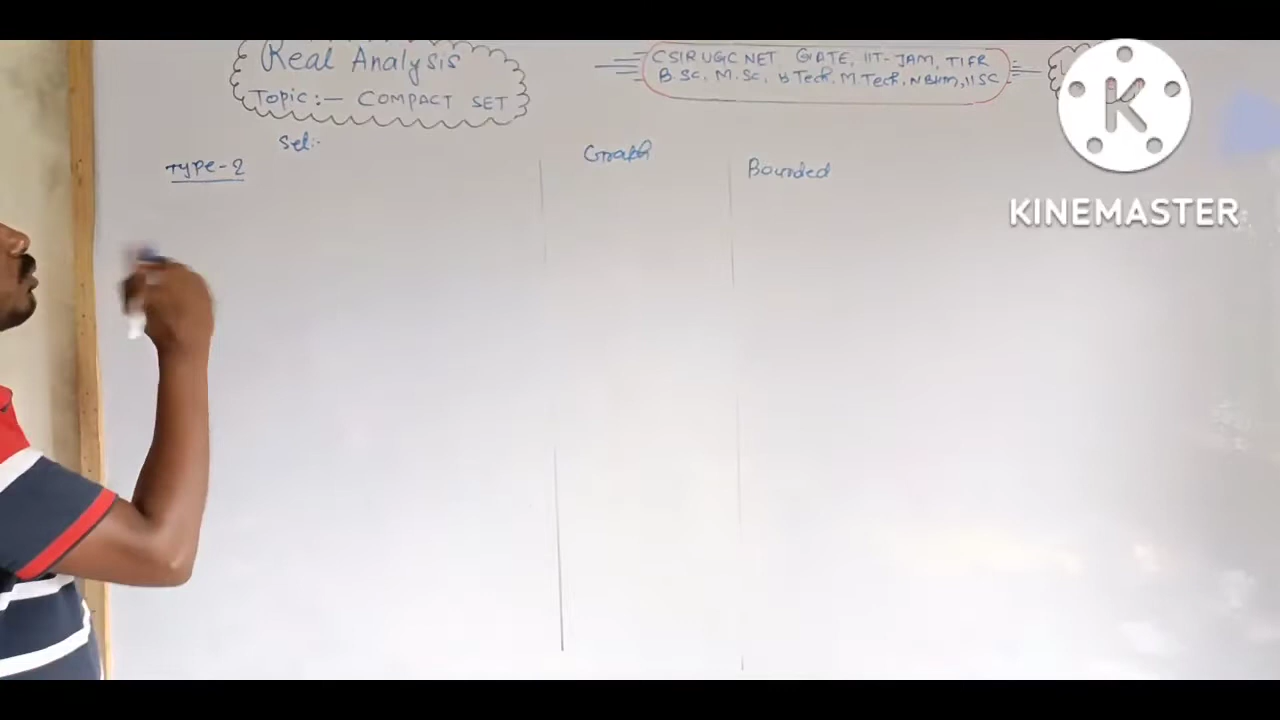 Real Analysis
Topic:- COMPACT SET
CSIR UGC NET, GATE, IIT-JAM, TIFR
B.SC, M.SC, B Tech, M.Tech, NBHM, IISC
K
KINEMASTER
Set:-
Type-2
Graph
Bounded